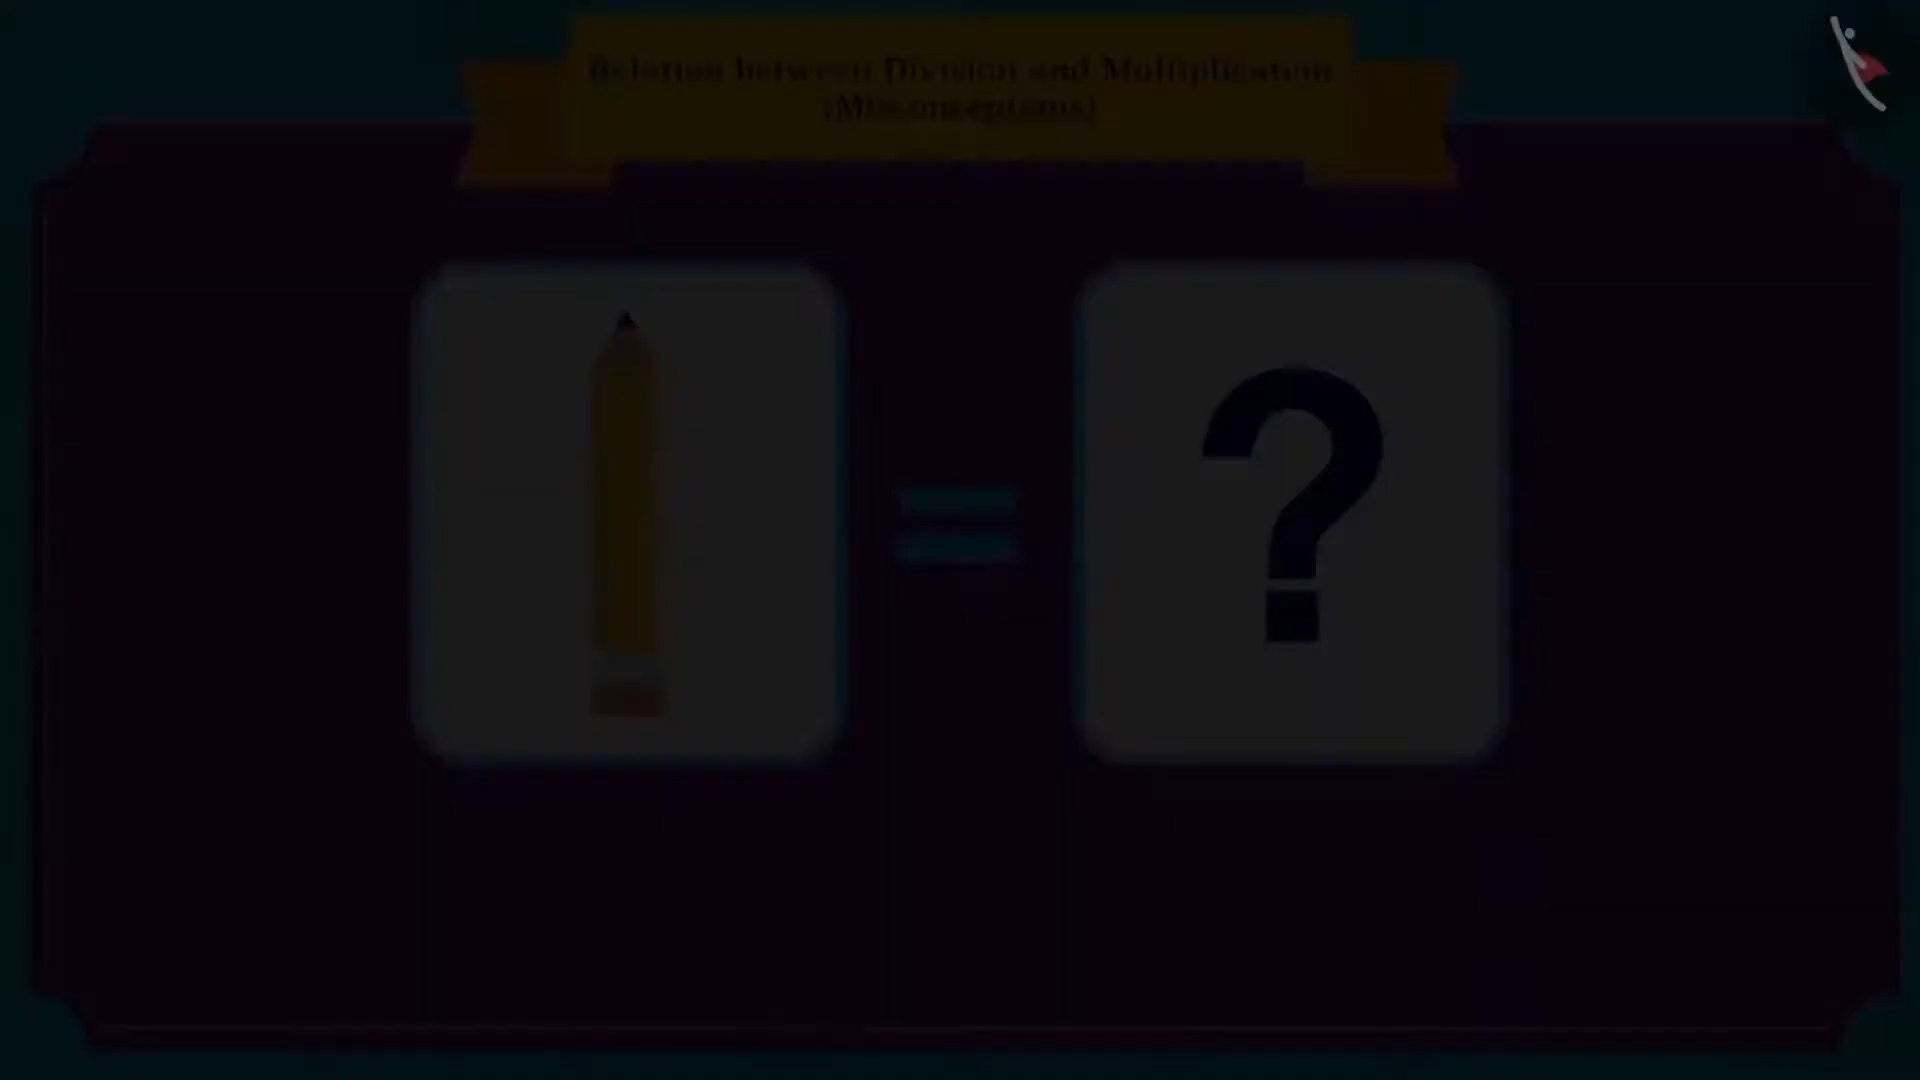 Relation between Division and Multiplication
(Misconceptions)
=
?